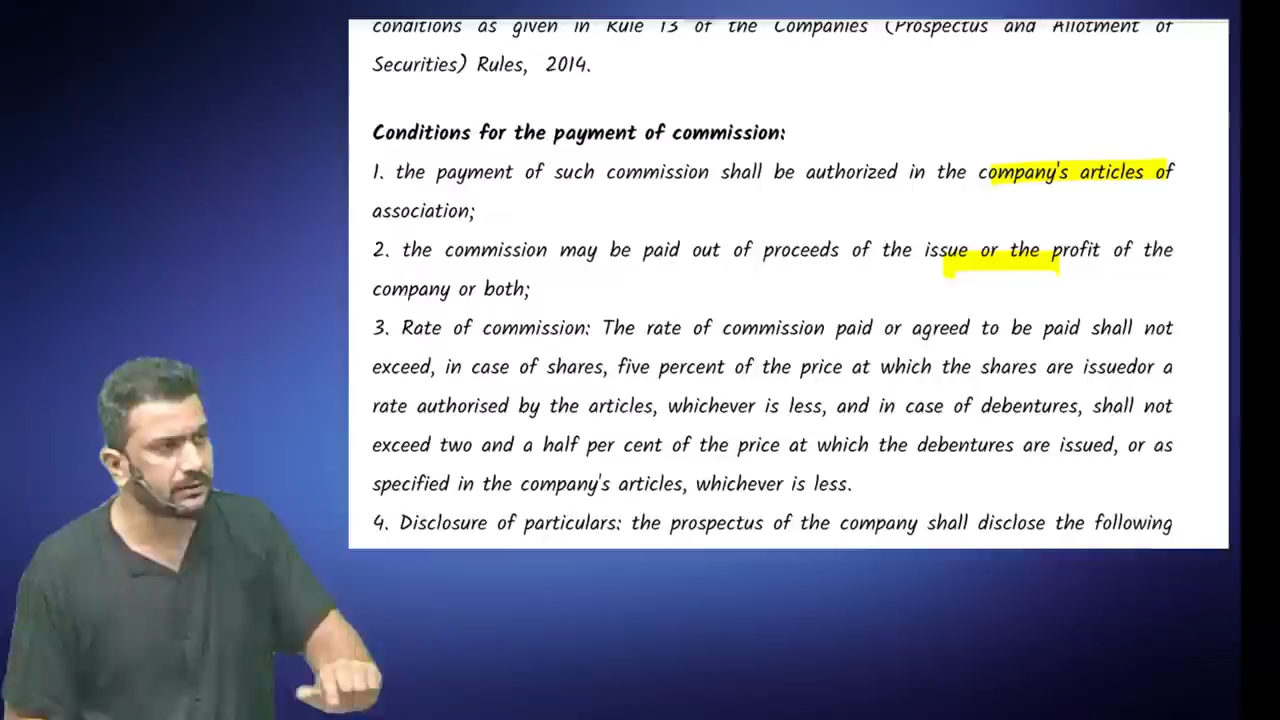 conditions as given in Rule 13 of the Companies (Prospectus and Allotment of
Securities) Rules, 2014.
Conditions for the payment of commission:
1. the payment of such commission shall be authorized in the company's articles of
association;
2. the commission may be paid out of proceeds of the issue or the profit of the
company or both;
3. Rate of commission: The rate of commission paid or agreed to be paid shall not
exceed, in case of shares, five percent of the price at which the shares are issuedor a
rate authorised by the articles, whichever is less, and in case of debentures, shall not
exceed two and a half per cent of the price at which the debentures are issued, or as
specified in the company's articles, whichever is less.
4. Disclosure of particulars: the prospectus of the company shall disclose the following